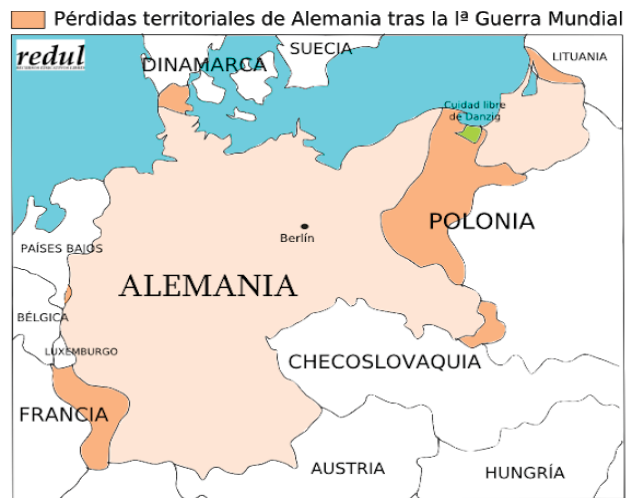 Pérdidas territoriales de Alemania tras la Iª Guerra Mundial
redul
DINAMARCA
SUECIA
LITUANIA
Cuidad libre
de Danzig
POLONIA
Berlín
PAÍSES BAJOS
ALEMANIA
BÉLGICA
LUXEMBURGO
CHECOSLOVAQUIA
FRANCIA
AUSTRIA
HUNGRÍA